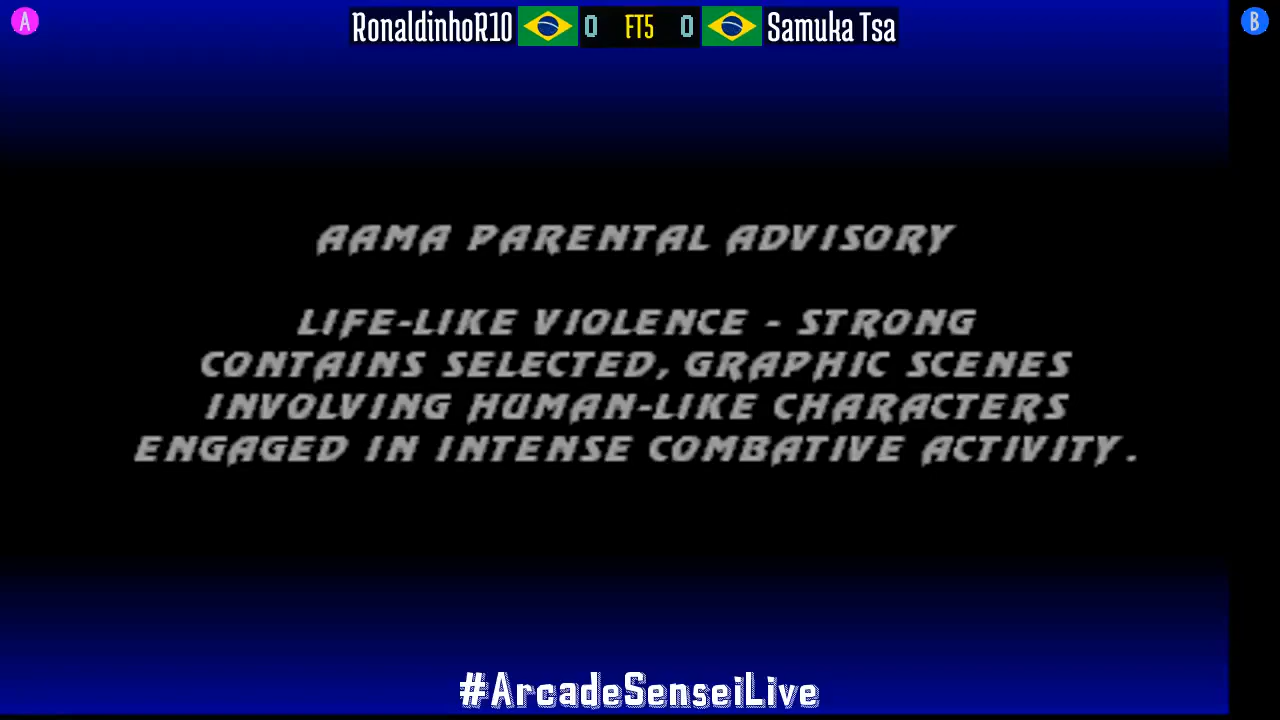 A
RonaldinhoR10 0 FT5 0 Samuka Tsa
B
AAMA PARENTAL ADVISORY
LIFE-LIKE VIOLENCE - STRONG
CONTAINS SELECTED, GRAPHIC SCENES
INVOLVING HUMAN-LIKE CHARACTERS
ENGAGED IN INTENSE COMBATIVE ACTIVITY.
#ArcadeSenseiLive